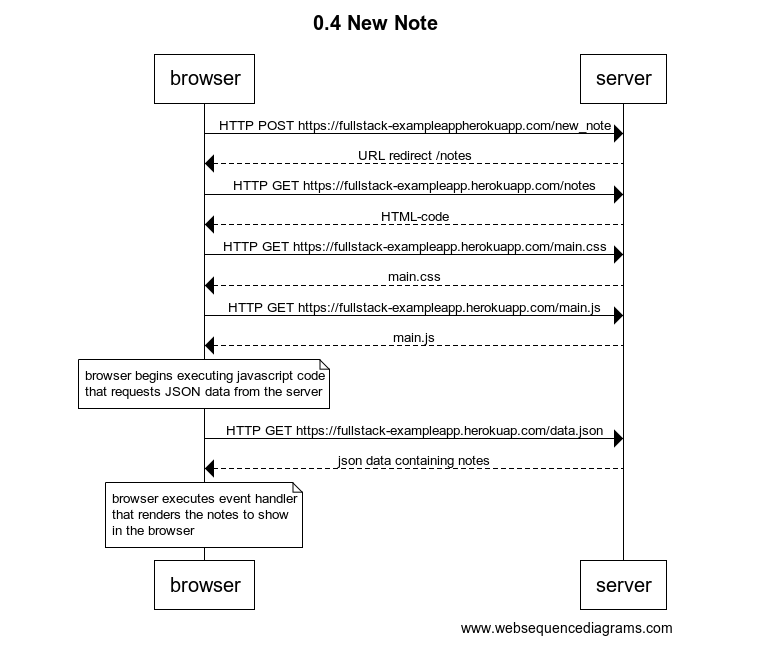 0.4 New Note
browser
server
HTTP POST https://fullstack-exampleappherokuapp.com/new_note
URL redirect /notes
HTTP GET https://fullstack-exampleapp.herokuapp.com/notes
HTML-code
HTTP GET https://fullstack-exampleapp.herokuapp.com/main.css
main.css
HTTP GET https://fullstack-exampleapp.herokuapp.com/main.js
main.js
browser begins executing javascript code
that requests JSON data from the server
HTTP GET https://fullstack-exampleapp.herokuap.com/data.json
json data containing notes
browser executes event handler
that renders the notes to show
in the browser
browser
server
www.websequencediagrams.com